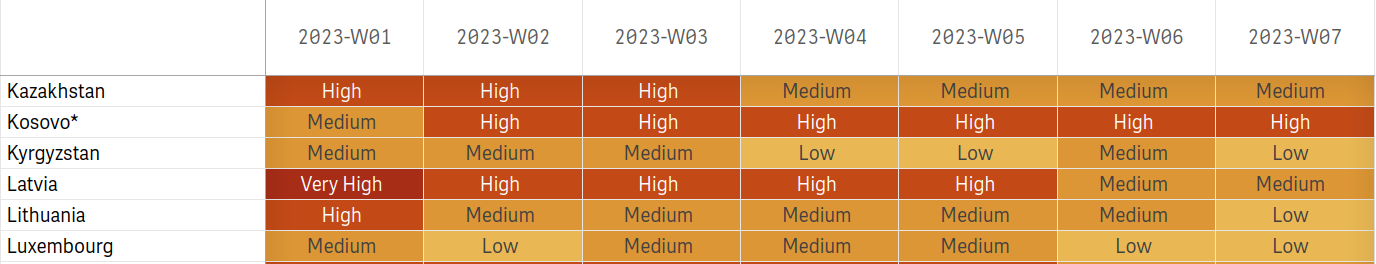 2023-W01 2023-W02 2023-W03 2023-W04 2023-W05 2023-W06 2023-W07
Kazakhstan High High High Medium Medium Medium Medium
Kosovo* Medium High High High High High High
Kyrgyzstan Medium Medium Medium Low Low Medium Low
Latvia Very High High High High High Medium Medium
Lithuania High Medium Medium Medium Medium Medium Low
Luxembourg Medium Low Medium Medium Medium Low Low